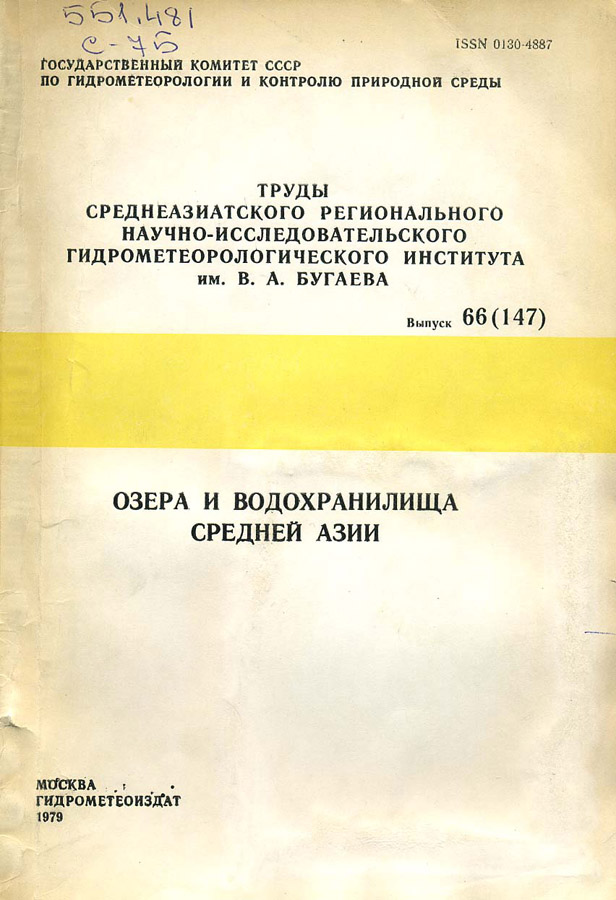 551.481
С-75
ISSN 0130-4887
ГОСУДАРСТВЕННЫЙ КОМИТЕТ СССР
ПО ГИДРОМЕТЕОРОЛОГИИ И КОНТРОЛЮ ПРИРОДНОЙ СРЕДЫ
ТРУДЫ
СРЕДНЕАЗИАТСКОГО РЕГИОНАЛЬНОГО
НАУЧНО-ИССЛЕДОВАТЕЛЬСКОГО
ГИДРОМЕТЕОРОЛОГИЧЕСКОГО ИНСТИТУТА
им. В. А. БУГАЕВА
Выпуск 66 (147)
ОЗЕРА И ВОДОХРАНИЛИЩА
СРЕДНЕЙ АЗИИ
МОСКВА
ГИДРОМЕТЕОИЗДАТ
1979